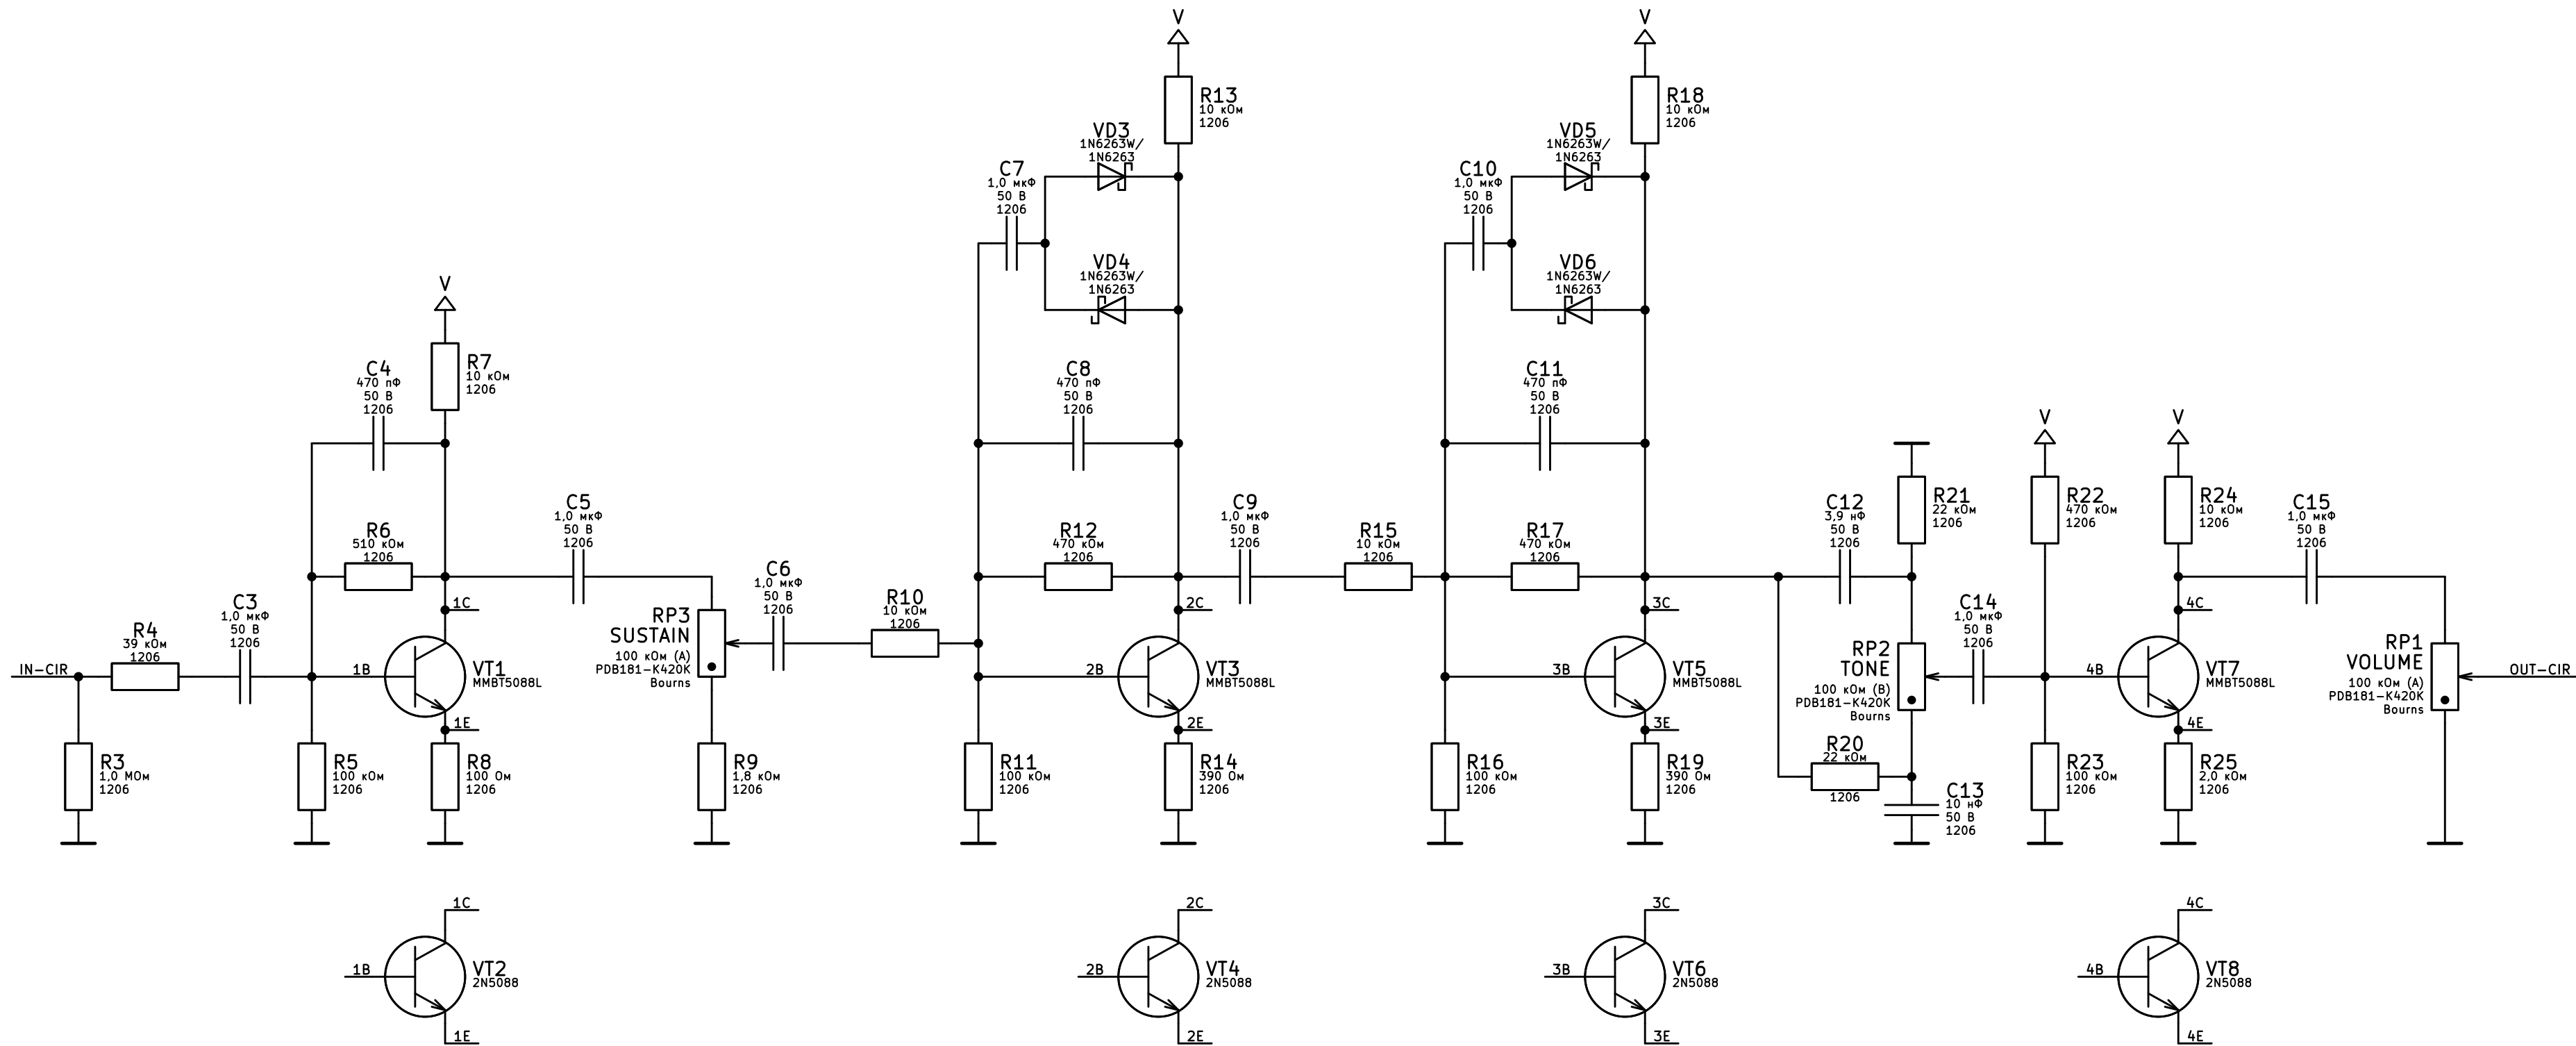 V
R13
10 кОм
1206
VD3
1N6263W/
1N6263
C7
1,0 мкФ
50 В
1206
VD4
1N6263W/
1N6263
V
R18
10 кОм
1206
VD5
1N6263W/
1N6263
C10
1,0 мкФ
50 В
1206
VD6
1N6263W/
1N6263
V
R7
10 кОм
1206
C4
470 пФ
50 В
1206
C8
470 пФ
50 В
1206
C11
470 пФ
50 В
1206
R6
510 кОм
1206
C5
1,0 мкФ
50 В
1206
R12
470 кОм
1206
C9
1,0 мкФ
50 В
1206
R15
10 кОм
1206
R17
470 кОм
1206
C12
3,9 нФ
50 В
1206
R21
22 кОм
1206
V
R22
470 кОм
1206
V
R24
10 кОм
1206
C15
1,0 мкФ
50 В
1206
IN-CIR
R4
39 кОм
1206
C3
1,0 мкФ
50 В
1206
1C
1B
VT1
MMBT5088L
1E
RP3
SUSTAIN
100 кОм (A)
PDB181-K420K
Bourns
C6
1,0 мкФ
50 В
1206
R10
10 кОм
1206
2C
2B
VT3
MMBT5088L
2E
3C
3B
VT5
MMBT5088L
3E
RP2
TONE
100 кОм (B)
PDB181-K420K
Bourns
C14
1,0 мкФ
50 В
1206
4C
4B
VT7
MMBT5088L
4E
RP1
VOLUME
100 кОм (A)
PDB181-K420K
Bourns
OUT-CIR
R3
1,0 МОм
1206
R5
100 кОм
1206
R8
100 Ом
1206
R9
1,8 кОм
1206
R11
100 кОм
1206
R14
390 Ом
1206
R16
100 кОм
1206
R19
390 Ом
1206
R20
22 кОм
1206
C13
10 нФ
50 В
1206
R23
100 кОм
1206
R25
2,0 кОм
1206
1C
1B
VT2
2N5088
1E
2C
2B
VT4
2N5088
2E
3C
3B
VT6
2N5088
3E
4C
4B
VT8
2N5088
4E